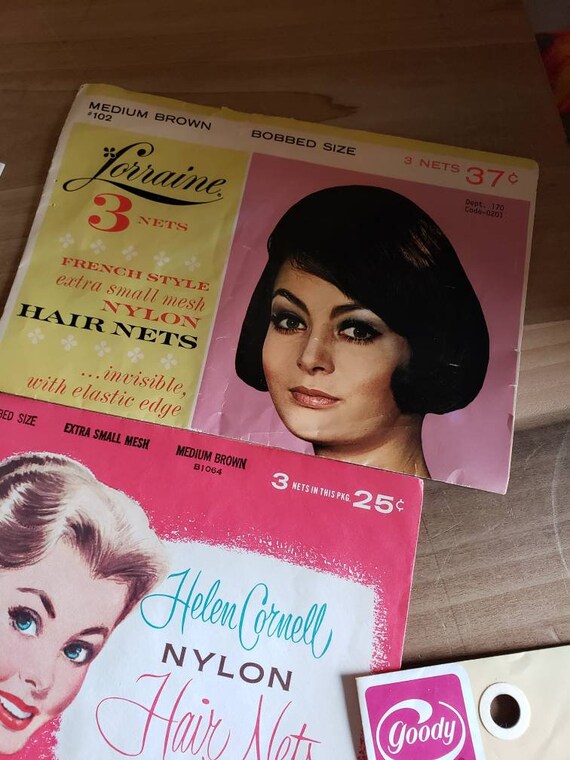 MEDIUM BROWN
#102
BOBBED SIZE
3 NETS 37¢
Lorraine
3 NETS
FRENCH STYLE
extra small mesh
NYLON
HAIR NETS
...invisible,
with elastic edge
Dept. 170
Code-0201
BED SIZE
EXTRA SMALL MESH
MEDIUM BROWN
B1064
3 NETS IN THIS PKG. 25¢
Helen Cornell
NYLON
Hair Nets
goody